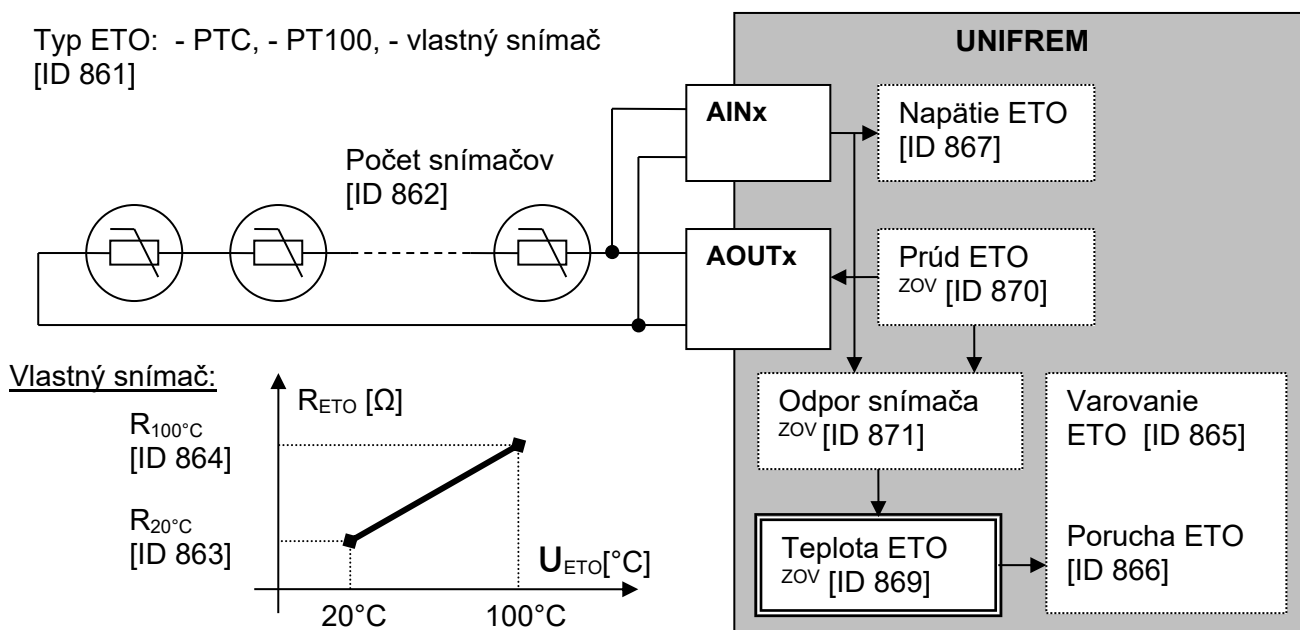 Typ ETO: - PTC, - PT100, - vlastný snímač
[ID 861]
UNIFREM
AINx
Napätie ETO
[ID 867]
Počet snímačov
[ID 862]
AOUTx
Prúd ETO
ZOV [ID 870]
Vlastný snímač:
RETO [Ω]
R100°C
[ID 864]
R20°C
[ID 863]
UETO[°C]
20°C
100°C
Odpor snímača
ZOV [ID 871]
Varovanie
ETO [ID 865]
Teplota ETO
ZOV [ID 869]
Porucha ETO
[ID 866]